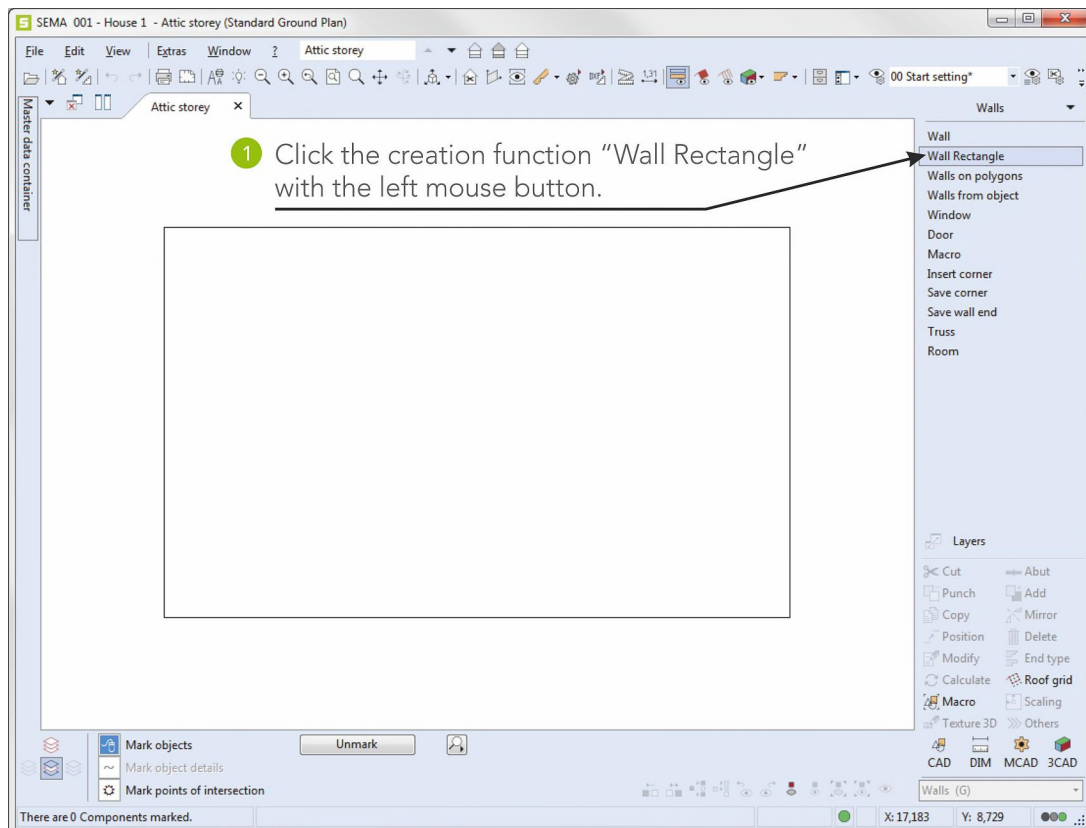 SEMA 001 - House 1 - Attic storey (Standard Ground Plan)
File Edit View Extras Window ? Attic storey
1,31
00 Start setting*
Attic storey
Walls
Master data container
1 Click the creation function “Wall Rectangle”
with the left mouse button.
Wall
Wall Rectangle
Walls on polygons
Walls from object
Window
Door
Macro
Insert corner
Save corner
Save wall end
Truss
Room
Layers
Cut Abut
Punch Add
Copy Mirror
Position Delete
Modify End type
Calculate Roof grid
Macro Scaling
Texture 3D Others
CAD DIM MCAD 3CAD
Walls (G)
Mark objects Unmark
Mark object details
Mark points of intersection
There are 0 Components marked. X: 17,183 Y: 8,729